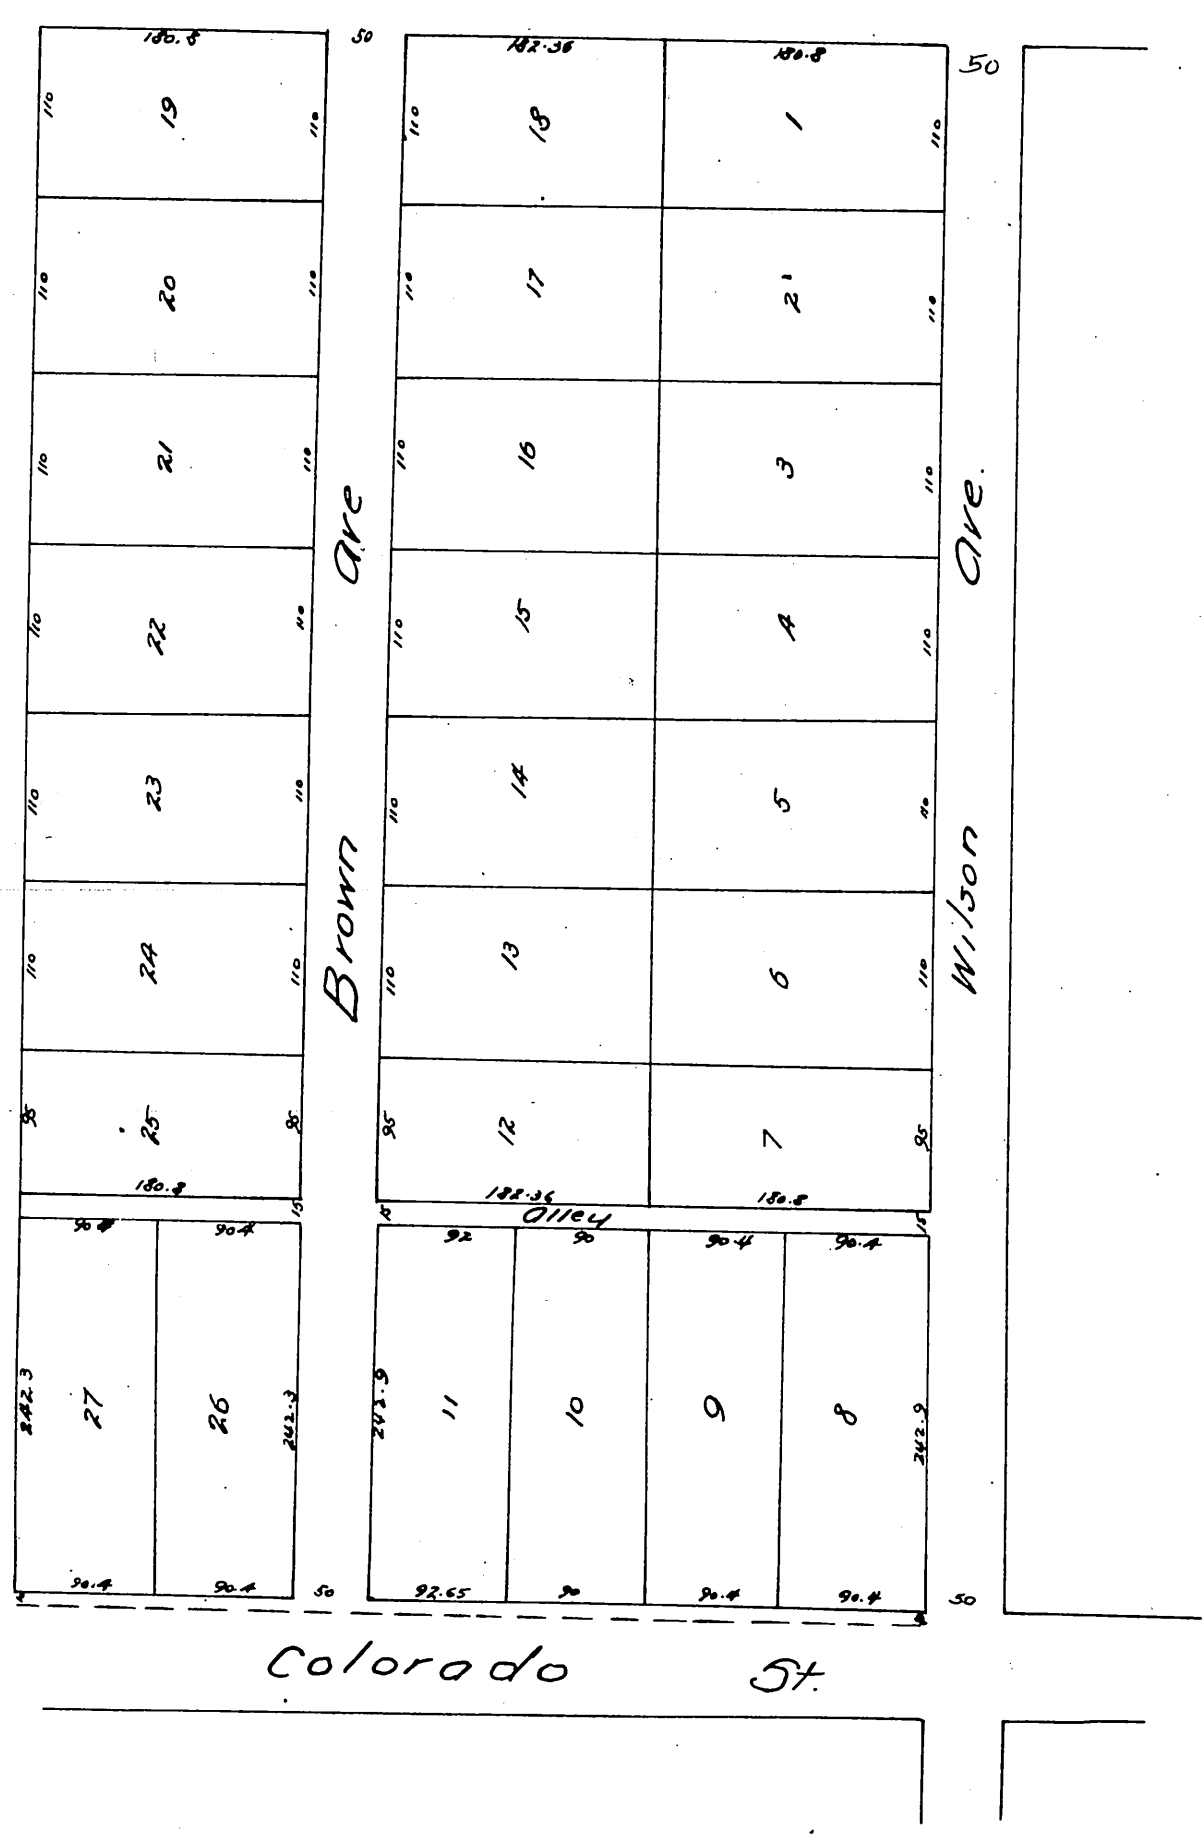 180.8 50 182.36 180.8 50
110 19 110 110 18 1 110
110 20 110 110 17 2 110
110 21 110 110 16 3 110
110 22 110 110 15 4 110
110 23 110 110 14 5 110
110 24 110 110 13 6 110
Brown Ave
Wilson Ave.
95 25 95 95 12 7 95
180.8 182.36 180.8
15 15 Alley 15
90.4 90.4 92 90 90.4 90.4
242.3 27 26 242.3 242.9 11 10 9 8 242.9
90.4 90.4 50 92.65 90 90.4 90.4 50
Colorado St.